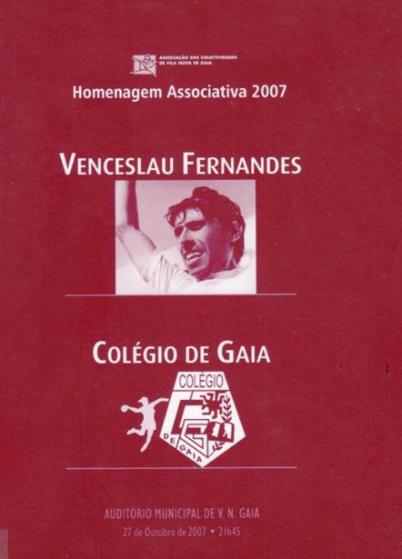 ASSOCIAÇÃO DAS COLECTIVIDADES
DE VILA NOVA DE GAIA
Homenagem Associativa 2007
VENCESLAU FERNANDES
COLÉGIO DE GAIA
COLÉGIO
DE GAIA
AUDITÓRIO MUNICIPAL DE V. N. GAIA
27 de Outubro de 2007 • 21h45